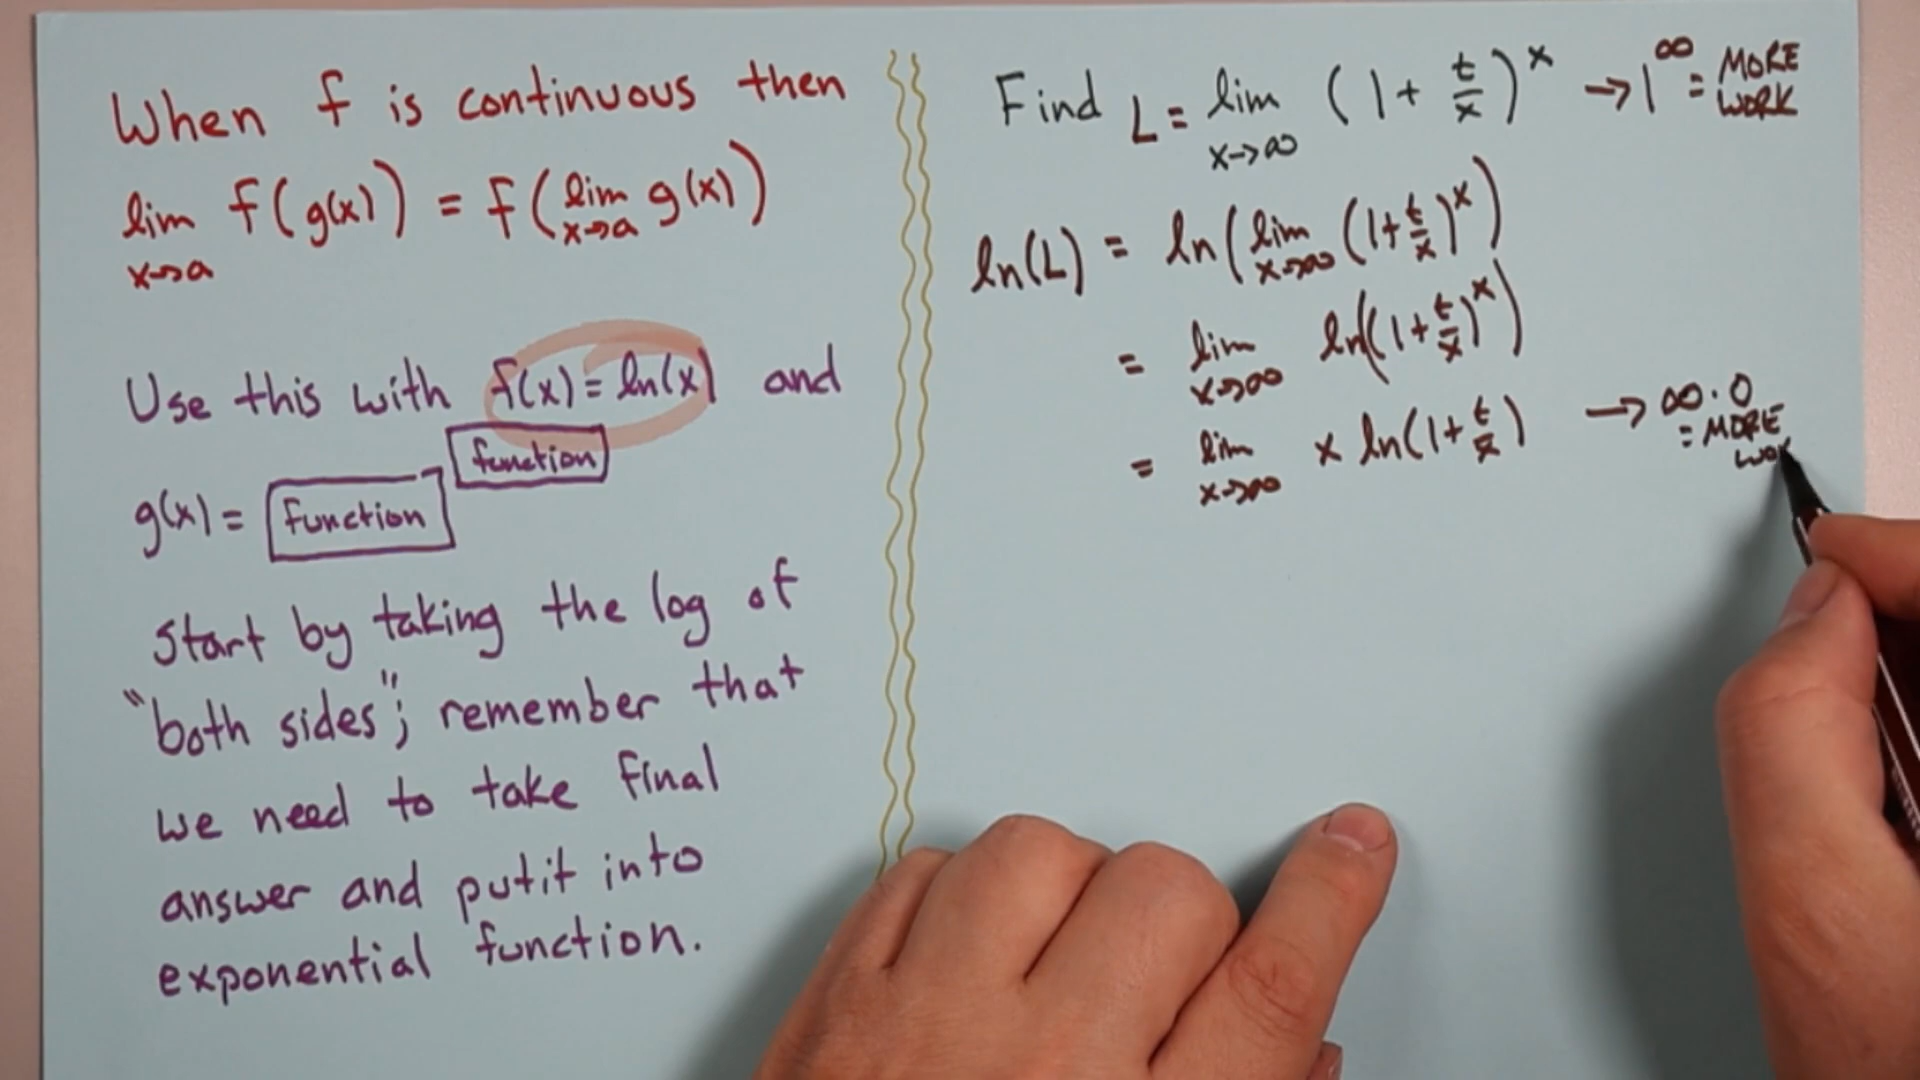 When f is continuous then
lim f(g(x)) = f(lim g(x))
x→a x→a
Use this with f(x) = ln(x) and
function
g(x) = function
Start by taking the log of
"both sides"; remember that
we need to take final
answer and put it into
exponential function.
Find L = lim (1 + t/x)^x → 1^∞ = MORE WORK
x→∞
ln(L) = ln(lim (1+t/x)^x)
x→∞
= lim ln((1+t/x)^x)
x→∞
= lim x ln(1+t/x) → ∞·0
x→∞
= MORE